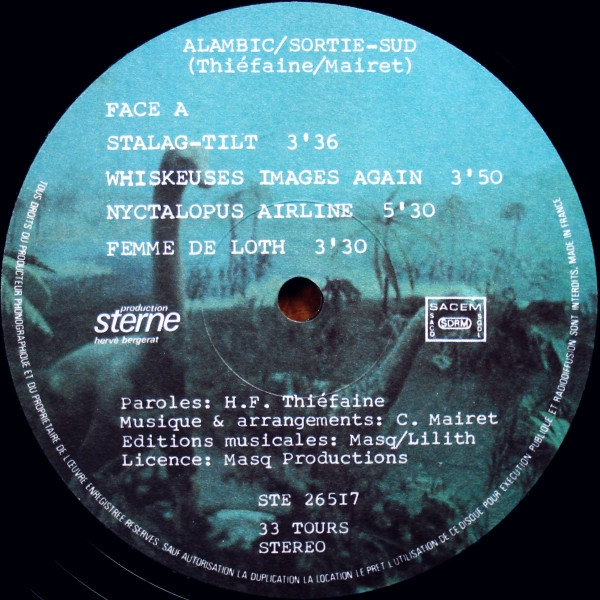 ALAMBIC/SORTIE-SUD
(Thiéfaine/Mairet)
FACE A
STALAG-TILT 3'36
WHISKEUSES IMAGES AGAIN 3'50
NYCTALOPUS AIRLINE 5'30
FEMME DE LOTH 3'30
production
sterne
hervé bergerat
SACEM
SACD
SDRM
SGDL
Paroles: H.F. Thiéfaine
Musique & arrangements: C. Mairet
Editions musicales: Masq/Lilith
Licence: Masq Productions
STE 26517
33 TOURS
STEREO
TOUS DROITS DU PRODUCTEUR PHONOGRAPHIQUE ET DU PROPRIETAIRE DE L'ŒUVRE ENREGISTREE RESERVES. SAUF AUTORISATION LA DUPLICATION LA LOCATION LE PRET & L'UTILISATION DE CE DISQUE POUR EXECUTION PUBLIQUE ET RADIODIFFUSION SONT INTERDITS. MADE IN FRANCE